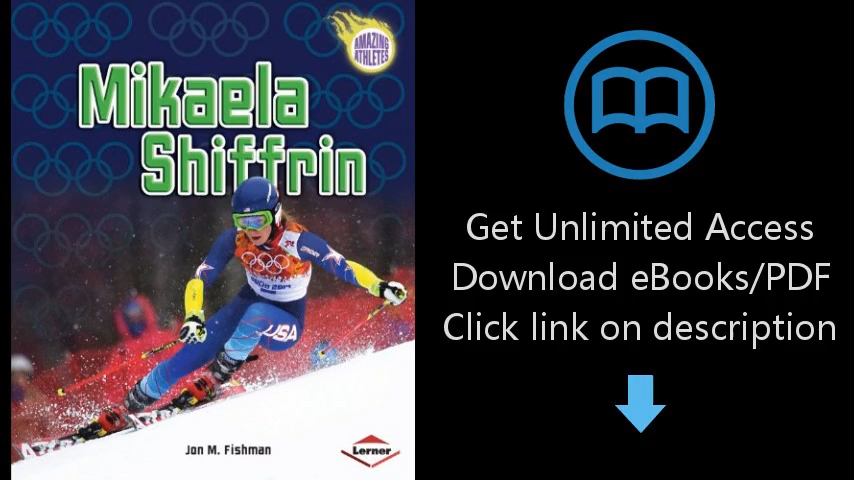 AMAZING
ATHLETES
Mikaela
Shiffrin
USA
Jon M. Fishman
Lerner
Get Unlimited Access
Download eBooks/PDF
Click link on description